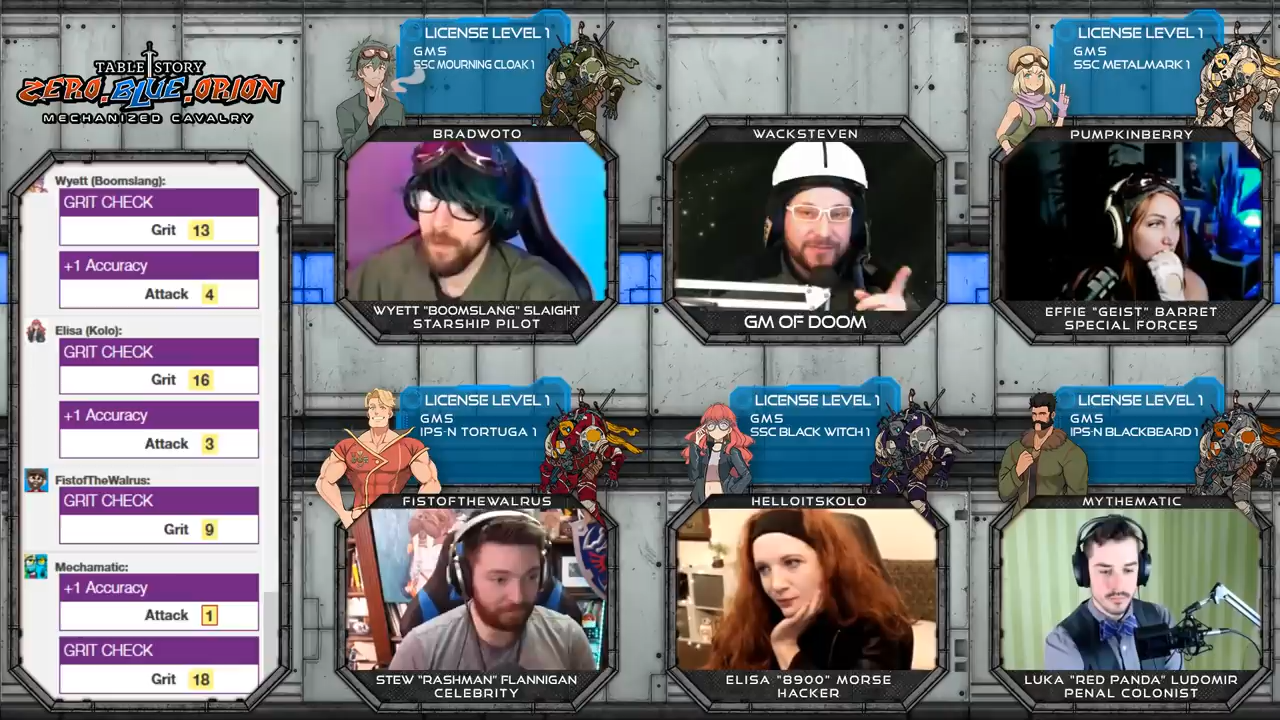 TABLE STORY
ZERO.BLUE.ORION
MECHANIZED CAVALRY
Wyett (Boomslang):
GRIT CHECK
Grit 13
+1 Accuracy
Attack 4
Elisa (Kolo):
GRIT CHECK
Grit 16
+1 Accuracy
Attack 3
FistofTheWalrus:
GRIT CHECK
Grit 9
Mechamatic:
+1 Accuracy
Attack 1
GRIT CHECK
Grit 18
LICENSE LEVEL 1
GMS
SSC MOURNING CLOAK 1
BRADWOTO
WYETT "BOOMSLANG" SLAIGHT
STARSHIP PILOT
WACKSTEVEN
GM OF DOOM
LICENSE LEVEL 1
GMS
SSC METALMARK 1
PUMPKINBERRY
EFFIE "GEIST" BARRET
SPECIAL FORCES
LICENSE LEVEL 1
GMS
IPS-N TORTUGA 1
FISTOFTHEWALRUS
STEW "RASHMAN" FLANNIGAN
CELEBRITY
LICENSE LEVEL 1
GMS
SSC BLACK WITCH 1
HELLOITSKOLO
ELISA "8900" MORSE
HACKER
LICENSE LEVEL 1
GMS
IPS-N BLACKBEARD 1
MYTHEMATIC
LUKA "RED PANDA" LUDOMIR
PENAL COLONIST